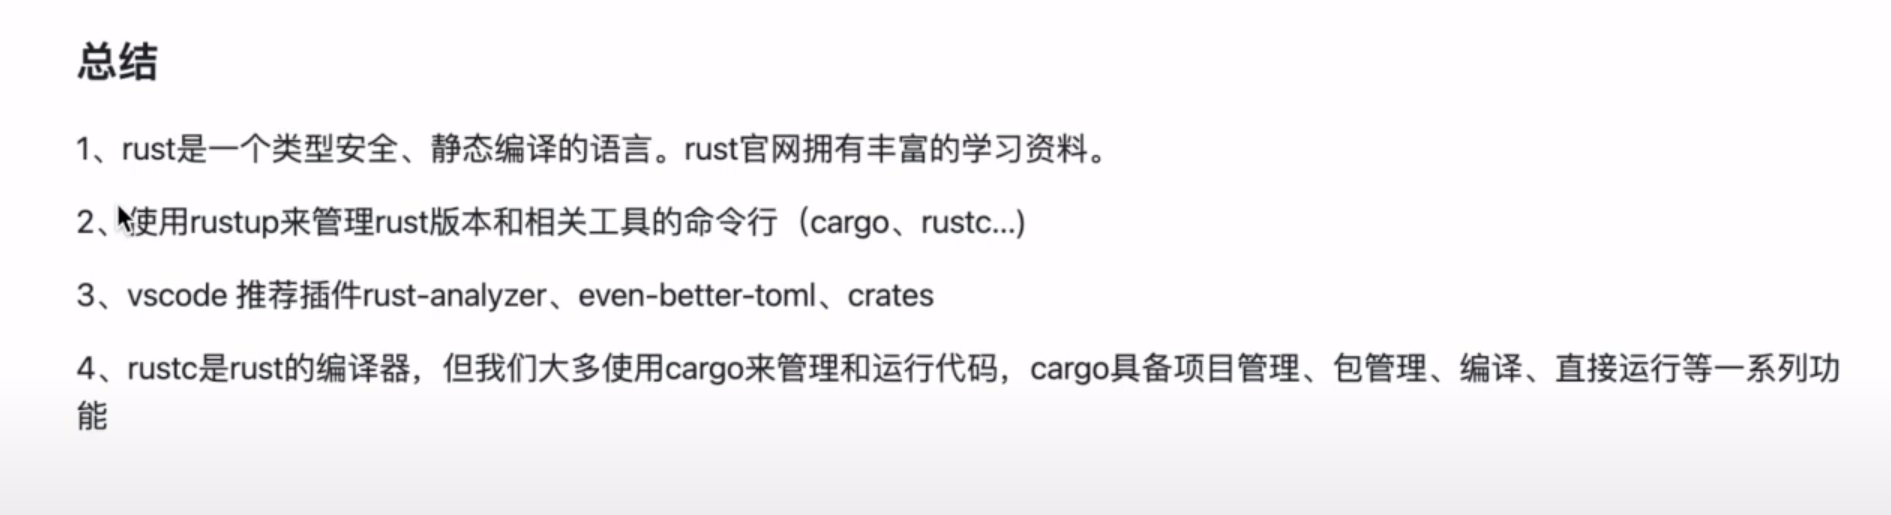 总结
1、rust是一个类型安全、静态编译的语言。rust官网拥有丰富的学习资料。
2、使用rustup来管理rust版本和相关工具的命令行（cargo、rustc...)
3、vscode 推荐插件rust-analyzer、even-better-toml、crates
4、rustc是rust的编译器，但我们大多使用cargo来管理和运行代码，cargo具备项目管理、包管理、编译、直接运行等一系列功
能